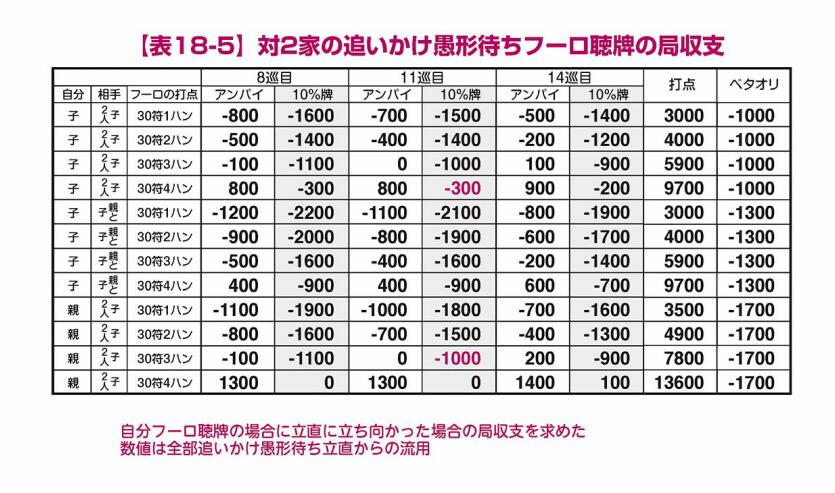 【表18-5】対2家の追いかけ愚形待ちフーロ聴牌の局収支
8巡目 11巡目 14巡目 打点 ベタオリ
自分 相手 フーロの打点 アンパイ 10%牌 アンパイ 10%牌 アンパイ 10%牌
子 子2人 30符1ハン -800 -1600 -700 -1500 -500 -1400 3000 -1000
子 子2人 30符2ハン -500 -1400 -400 -1400 -200 -1200 4000 -1000
子 子2人 30符3ハン -100 -1100 0 -1000 100 -900 5900 -1000
子 子2人 30符4ハン 800 -300 800 -300 900 -200 9700 -1000
子 親と子 30符1ハン -1200 -2200 -1100 -2100 -800 -1900 3000 -1300
子 親と子 30符2ハン -900 -2000 -800 -1900 -600 -1700 4000 -1300
子 親と子 30符3ハン -500 -1600 -400 -1600 -200 -1400 5900 -1300
子 親と子 30符4ハン 400 -900 400 -900 600 -700 9700 -1300
親 子2人 30符1ハン -1100 -1900 -1000 -1800 -700 -1600 3500 -1700
親 子2人 30符2ハン -800 -1600 -700 -1500 -400 -1300 4900 -1700
親 子2人 30符3ハン -100 -1100 0 -1000 200 -900 7800 -1700
親 子2人 30符4ハン 1300 0 1300 0 1400 100 13600 -1700
自分フーロ聴牌の場合に立直に立ち向かった場合の局収支を求めた
数値は全部追いかけ愚形待ち立直からの流用